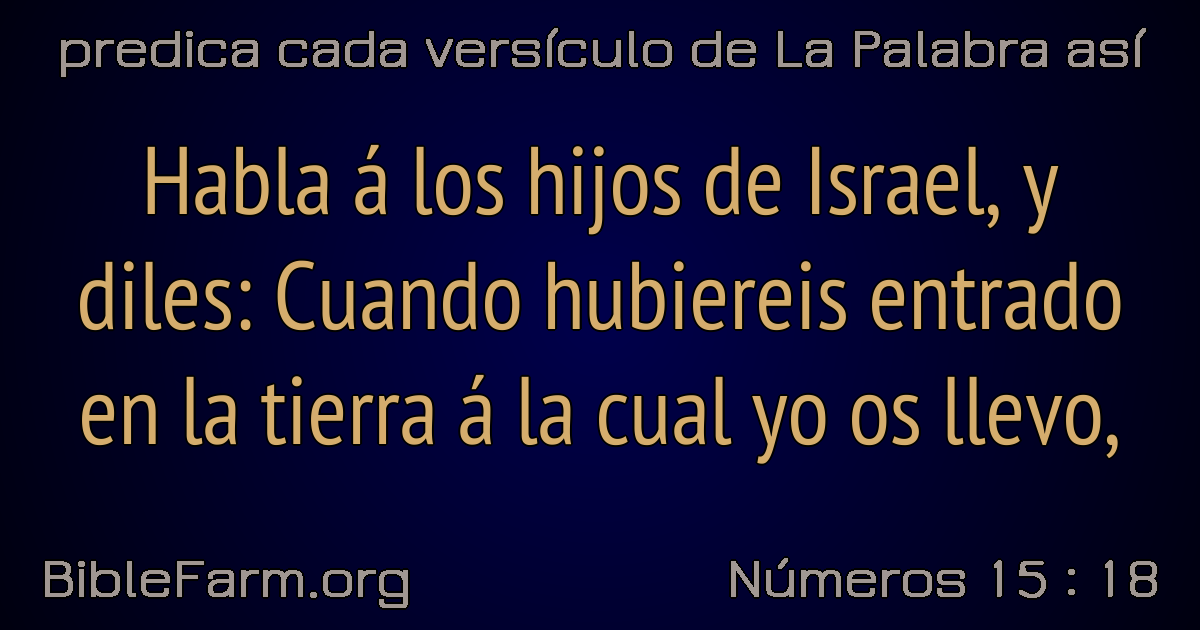 predica cada versículo de La Palabra así
Habla á los hijos de Israel, y
diles: Cuando hubiereis entrado
en la tierra á la cual yo os llevo,
BibleFarm.org
Números 15 : 18